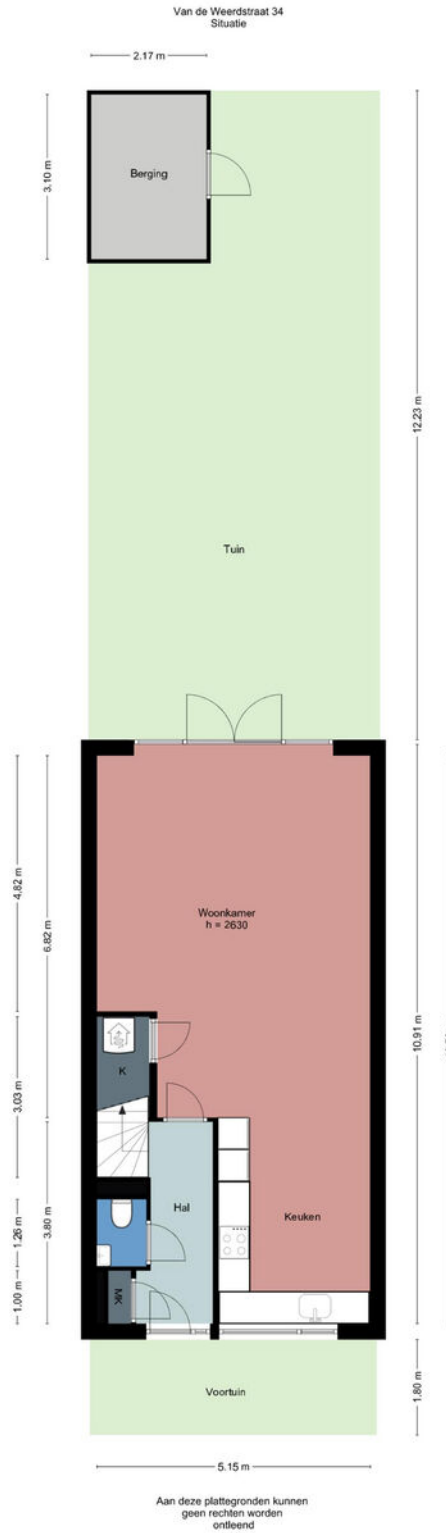 Van de Weerdstraat 34
Situatie
2.17 m
3.10 m
Berging
12.23 m
Tuin
4.82 m
6.82 m
Woonkamer
h = 2630
10.91 m
K
3.03 m
3.80 m
Hal
Keuken
1.26 m
1.00 m
MK
Voortuin
1.80 m
5.15 m
Aan deze plattegronden kunnen
geen rechten worden
ontleend